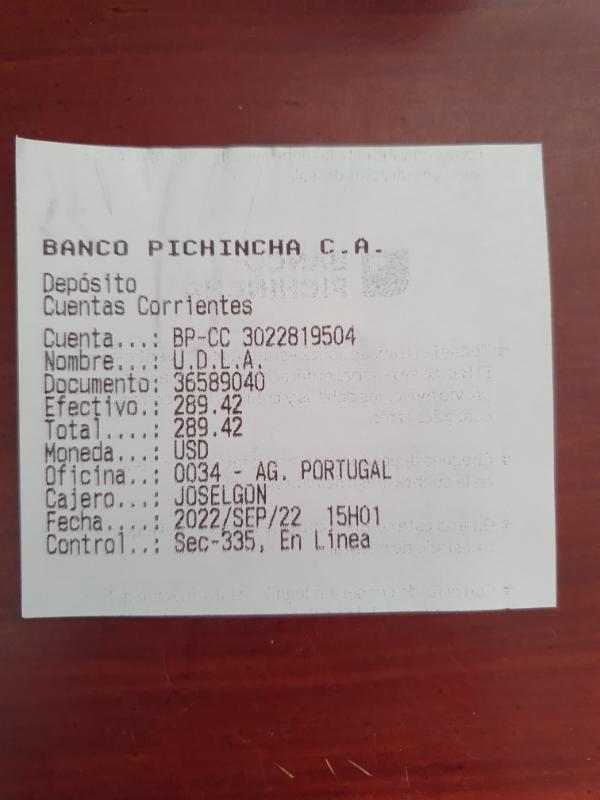 BANCO PICHINCHA C.A.
Depósito
Cuentas Corrientes
Cuenta...: BP-CC 3022819504
Nombre...: U.D.L.A.
Documento: 36589040
Efectivo.: 289.42
Total....: 289.42
Moneda...: USD
Oficina..: 0034 - AG. PORTUGAL
Cajero...: JOSELGON
Fecha....: 2022/SEP/22 15H01
Control..: Sec-335, En Línea